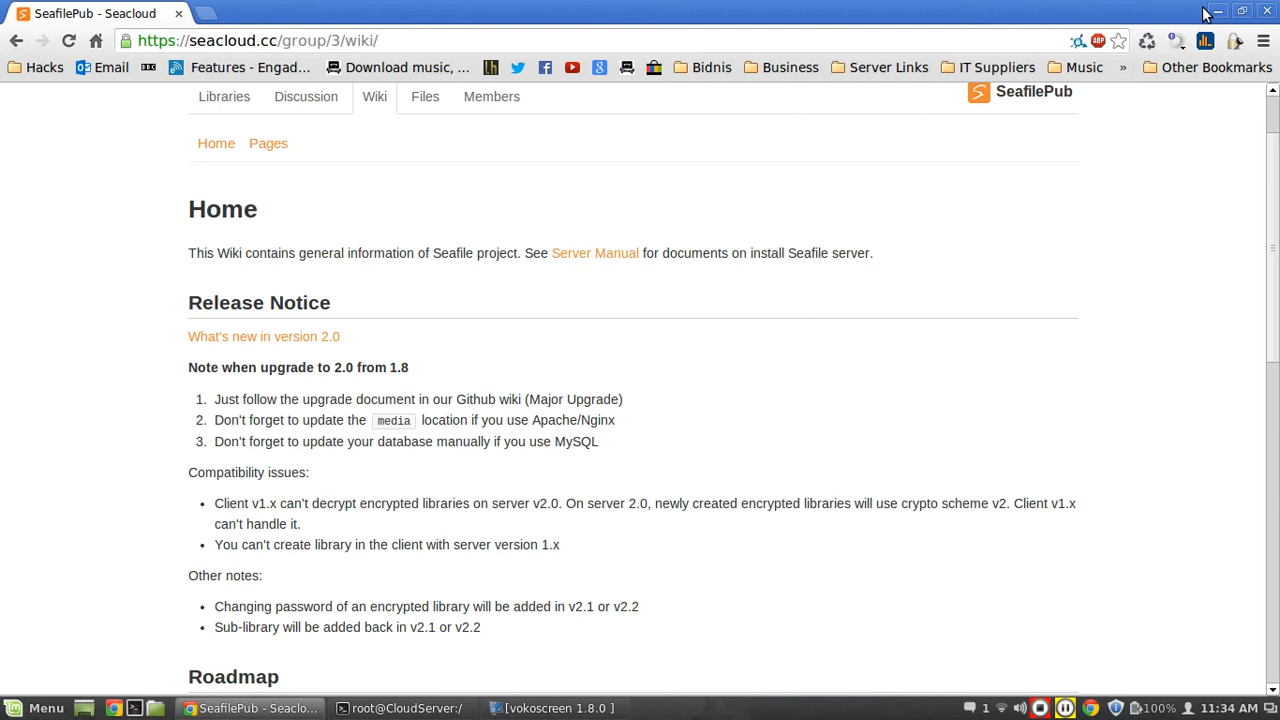 SeafilePub - Seacloud
https://seacloud.cc/group/3/wiki/
ABP
Hacks Email BBC Features - Engad... Download music, ... Bidnis Business Server Links IT Suppliers Music » Other Bookmarks
Libraries Discussion Wiki Files Members SeafilePub
Home Pages
Home
This Wiki contains general information of Seafile project. See Server Manual for documents on install Seafile server.
Release Notice
What's new in version 2.0
Note when upgrade to 2.0 from 1.8
1. Just follow the upgrade document in our Github wiki (Major Upgrade)
2. Don't forget to update the media location if you use Apache/Nginx
3. Don't forget to update your database manually if you use MySQL
Compatibility issues:
• Client v1.x can't decrypt encrypted libraries on server v2.0. On server 2.0, newly created encrypted libraries will use crypto scheme v2. Client v1.x
can't handle it.
• You can't create library in the client with server version 1.x
Other notes:
• Changing password of an encrypted library will be added in v2.1 or v2.2
• Sub-library will be added back in v2.1 or v2.2
Roadmap
Menu SeafilePub - Seaclo... root@CloudServer:/ [vokoscreen 1.8.0 ] 1 100% 11:34 AM